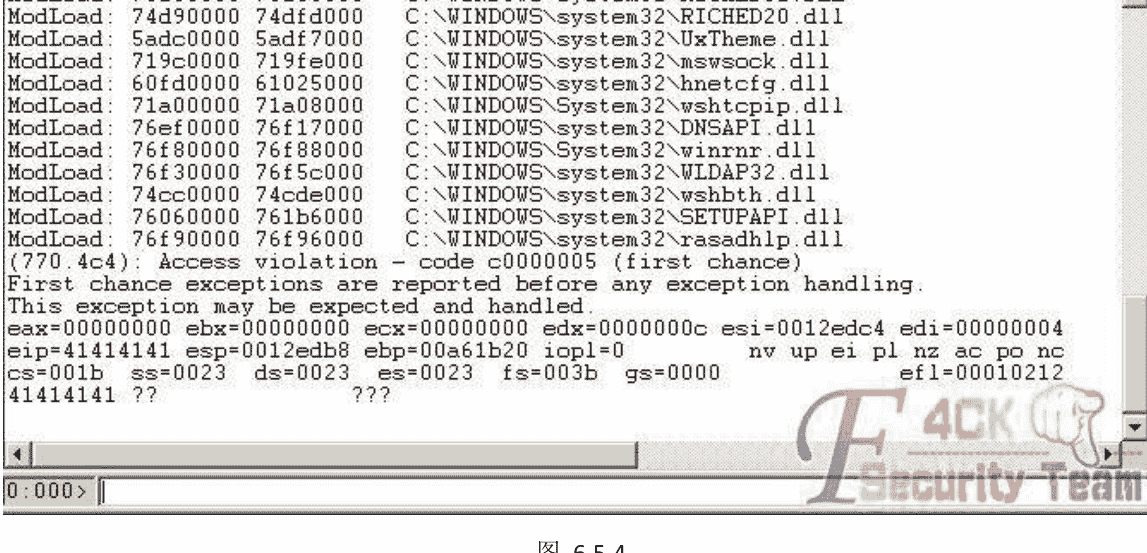 ModLoad: 74d90000 74dfd000   C:\WINDOWS\system32\RICHED20.dll
ModLoad: 5adc0000 5adf7000   C:\WINDOWS\system32\UxTheme.dll
ModLoad: 719c0000 719fe000   C:\WINDOWS\system32\mswsock.dll
ModLoad: 60fd0000 61025000   C:\WINDOWS\system32\hnetcfg.dll
ModLoad: 71a00000 71a08000   C:\WINDOWS\System32\wshtcpip.dll
ModLoad: 76ef0000 76f17000   C:\WINDOWS\system32\DNSAPI.dll
ModLoad: 76f80000 76f88000   C:\WINDOWS\System32\winrnr.dll
ModLoad: 76f30000 76f5c000   C:\WINDOWS\system32\WLDAP32.dll
ModLoad: 74cc0000 74cde000   C:\WINDOWS\system32\wshbth.dll
ModLoad: 76060000 761b6000   C:\WINDOWS\system32\SETUPAPI.dll
ModLoad: 76f90000 76f96000   C:\WINDOWS\system32\rasadhlp.dll
(770.4c4): Access violation - code c0000005 (first chance)
First chance exceptions are reported before any exception handling.
This exception may be expected and handled.
eax=00000000 ebx=00000000 ecx=00000000 edx=0000000c esi=0012edc4 edi=00000004
eip=41414141 esp=0012edb8 ebp=00a61b20 iopl=0         nv up ei pl nz ac po nc
cs=001b  ss=0023  ds=0023  es=0023  fs=003b  gs=0000             efl=00010212
41414141 ??              ???
F4CK
Security Team
0:000>
图 6.5.4